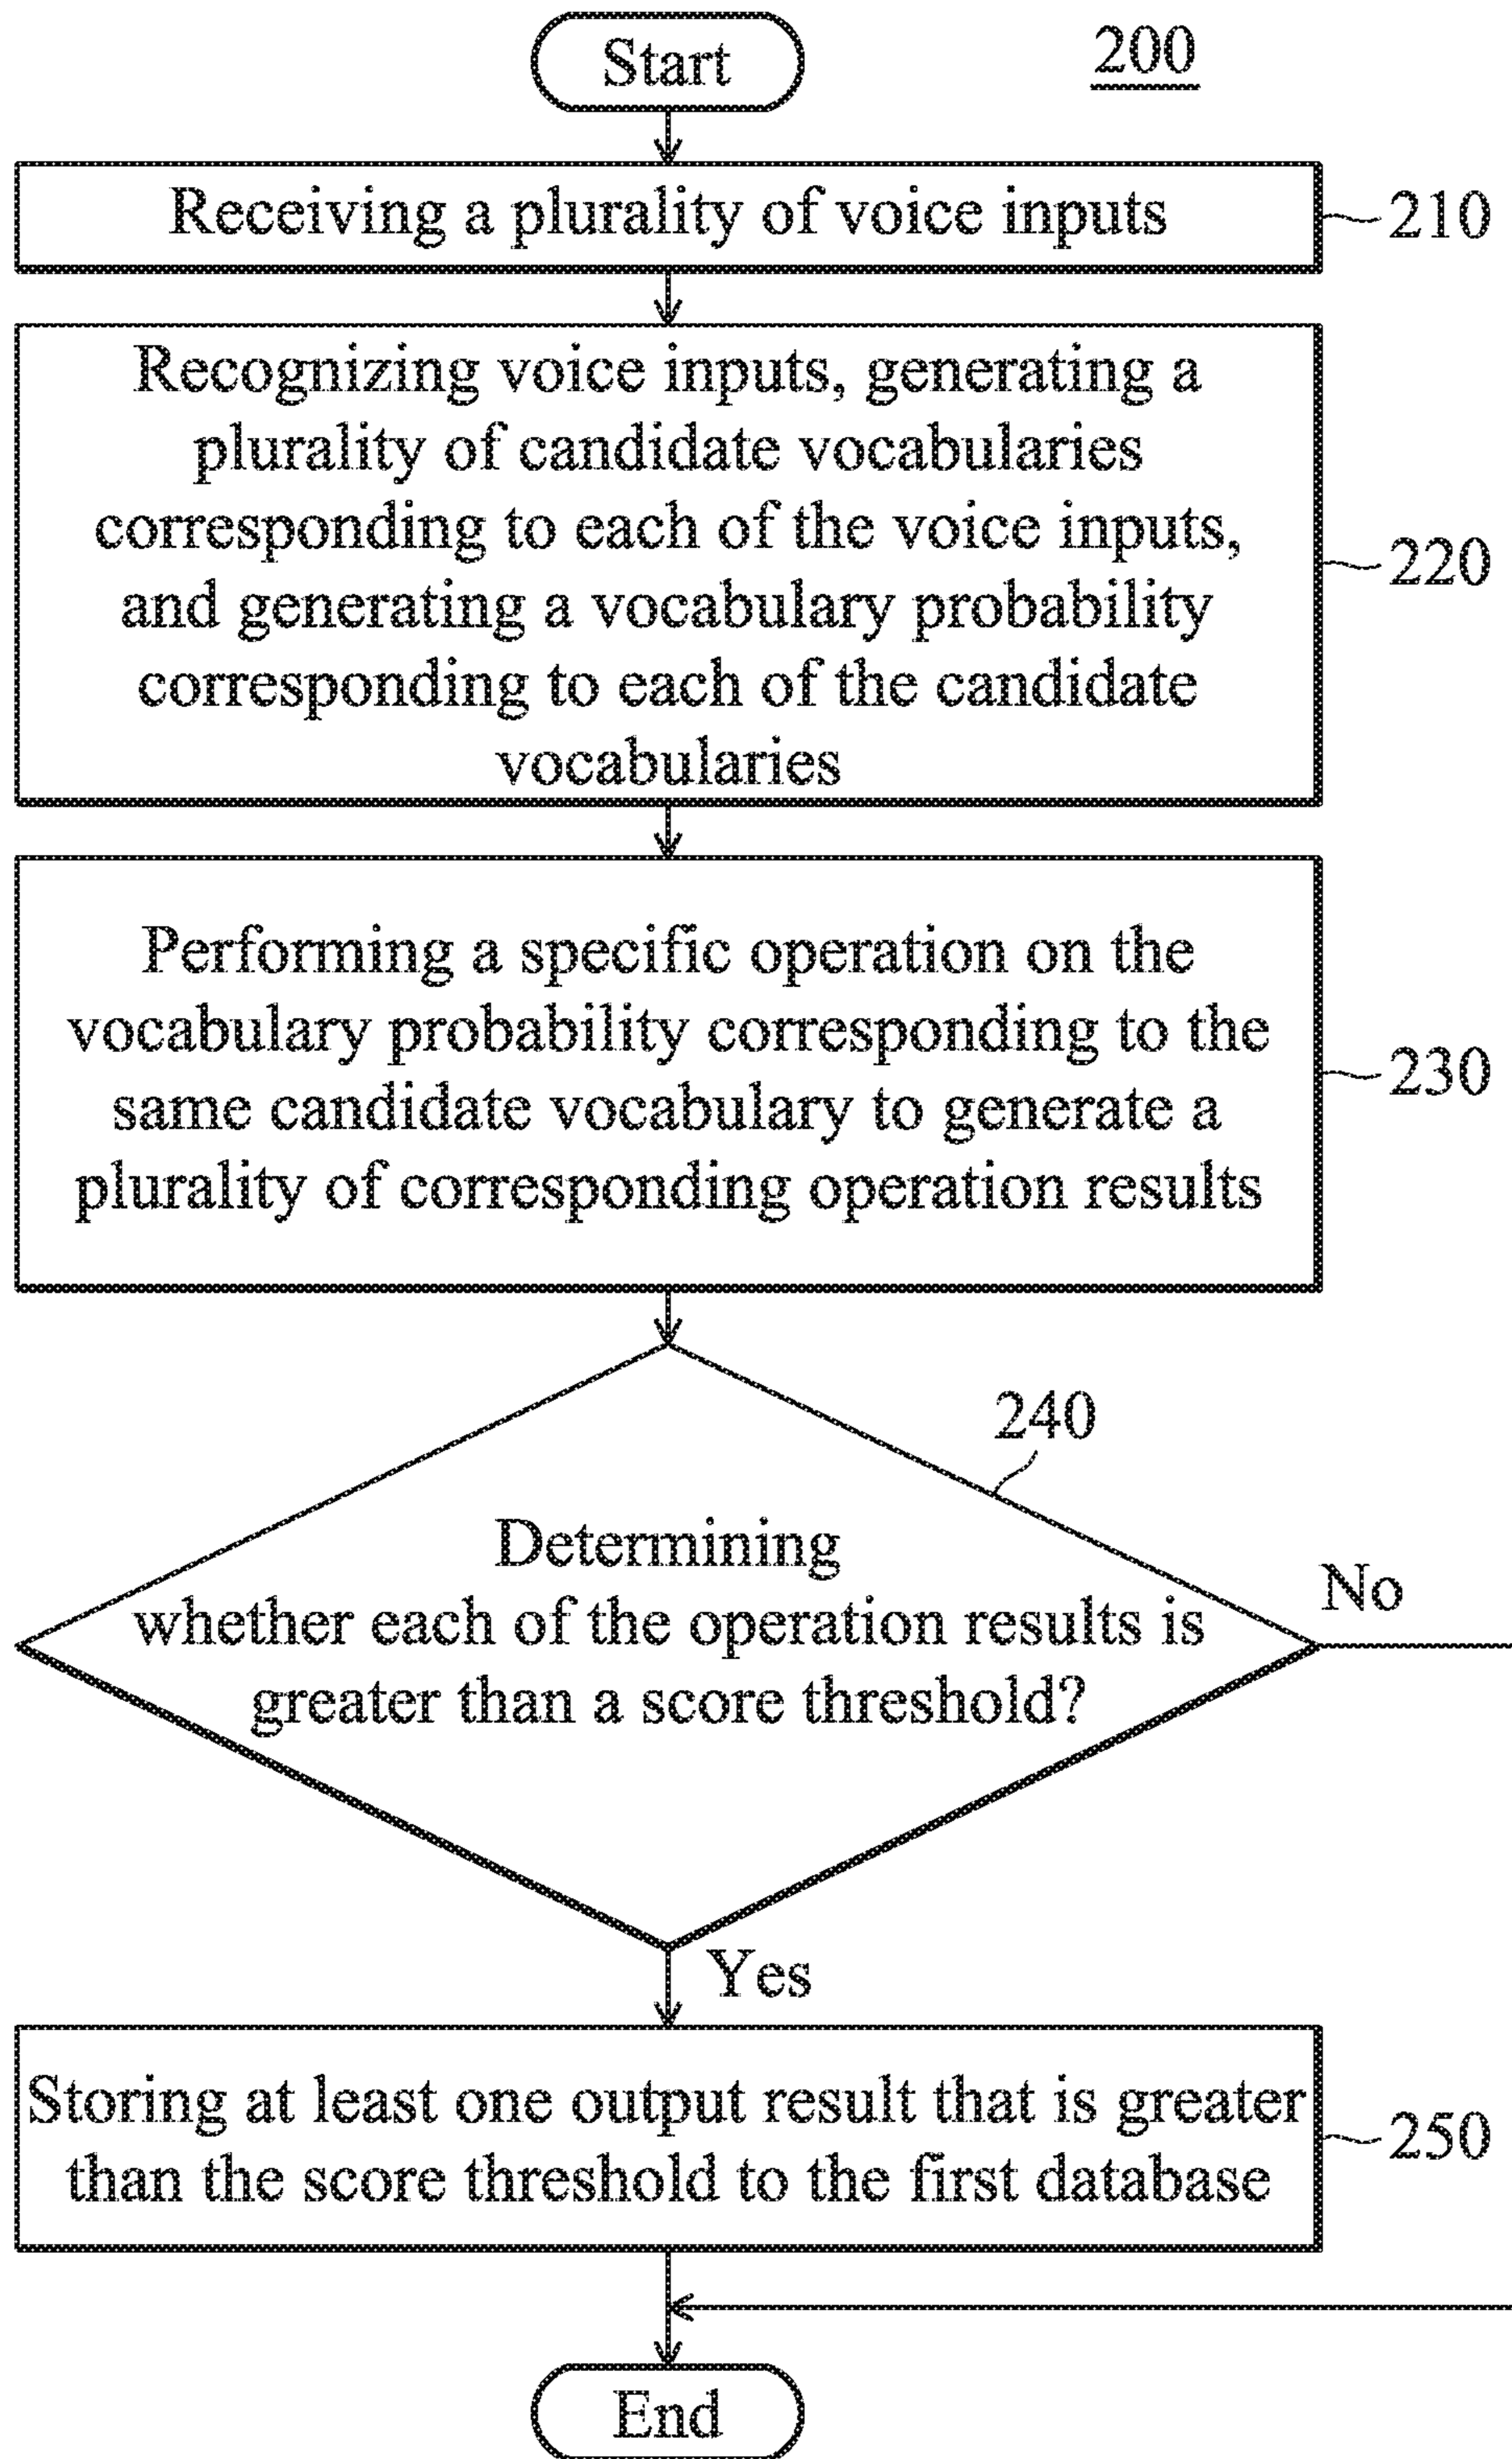 Start
200
Receiving a plurality of voice inputs
210
Recognizing voice inputs, generating a
plurality of candidate vocabularies
corresponding to each of the voice inputs,
and generating a vocabulary probability
corresponding to each of the candidate
vocabularies
220
Performing a specific operation on the
vocabulary probability corresponding to the
same candidate vocabulary to generate a
plurality of corresponding operation results
230
240
Determining
whether each of the operation results is
greater than a score threshold?
No
Yes
Storing at least one output result that is greater
than the score threshold to the first database
250
End